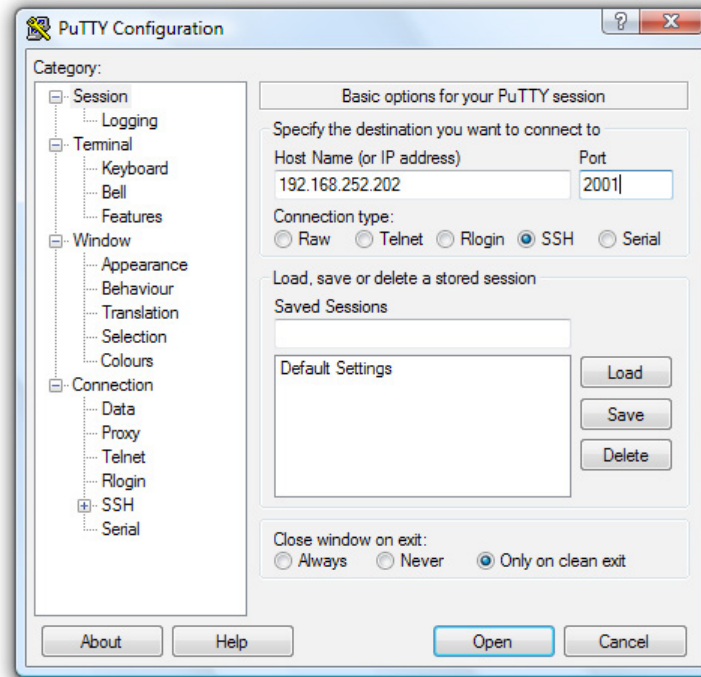 PuTTY Configuration
Category:
Session
Logging
Terminal
Keyboard
Bell
Features
Window
Appearance
Behaviour
Translation
Selection
Colours
Connection
Data
Proxy
Telnet
Rlogin
SSH
Serial
Basic options for your PuTTY session
Specify the destination you want to connect to
Host Name (or IP address) Port
192.168.252.202 2001
Connection type:
Raw Telnet Rlogin SSH Serial
Load, save or delete a stored session
Saved Sessions
Default Settings
Load
Save
Delete
Close window on exit:
Always Never Only on clean exit
About Help Open Cancel